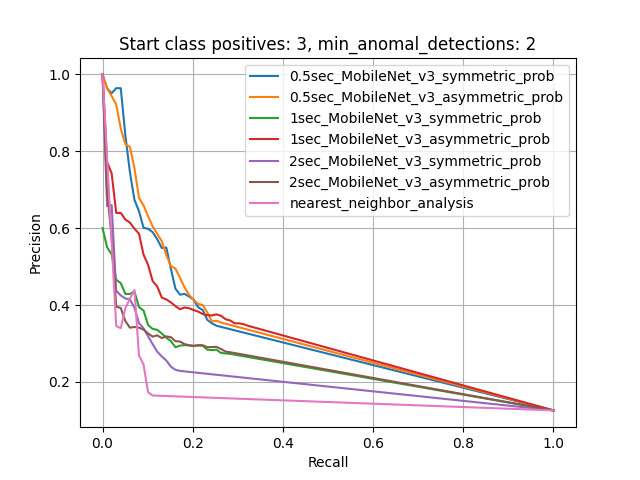 Start class positives: 3, min_anomal_detections: 2
0.5sec_MobileNet_v3_symmetric_prob
0.5sec_MobileNet_v3_asymmetric_prob
1sec_MobileNet_v3_symmetric_prob
1sec_MobileNet_v3_asymmetric_prob
2sec_MobileNet_v3_symmetric_prob
2sec_MobileNet_v3_asymmetric_prob
nearest_neighbor_analysis
Precision
1.0
0.8
0.6
0.4
0.2
0.0 0.2 0.4 0.6 0.8 1.0
Recall